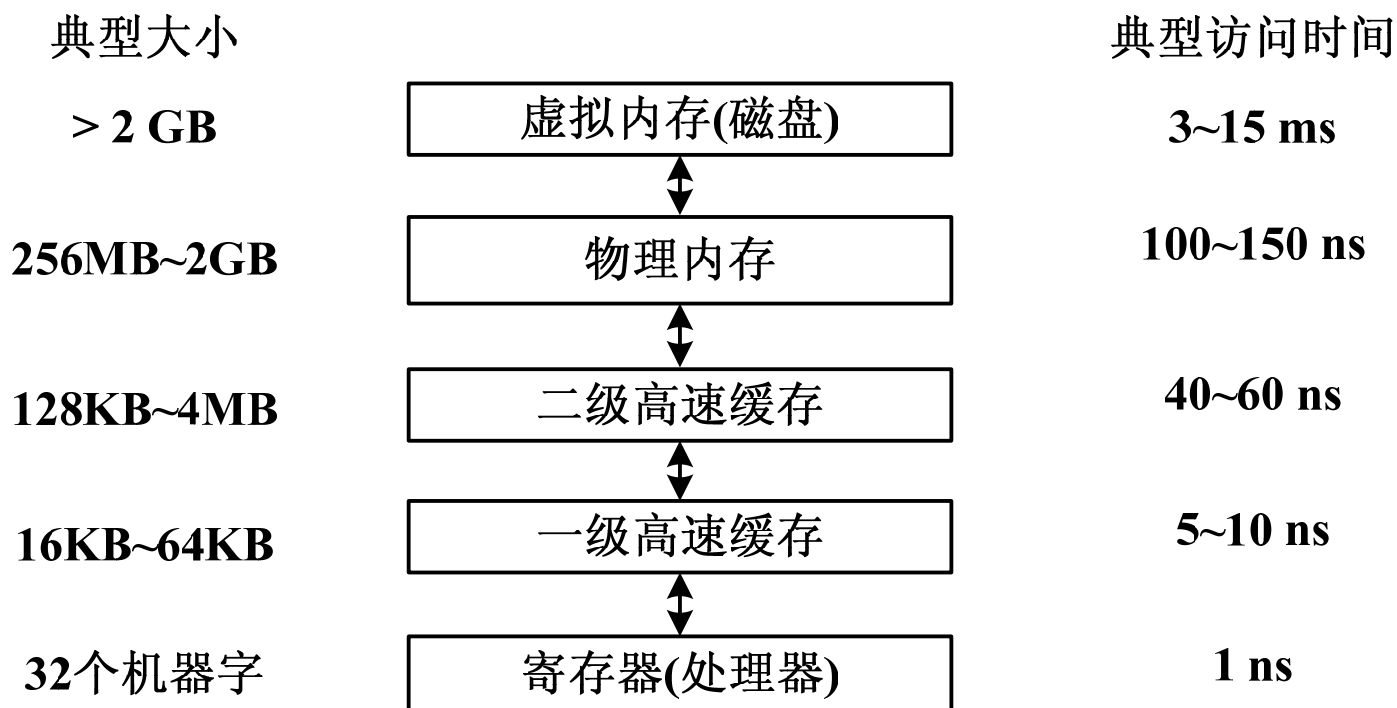 典型大小 典型访问时间
> 2 GB 虚拟内存(磁盘) 3~15 ms
256MB~2GB 物理内存 100~150 ns
128KB~4MB 二级高速缓存 40~60 ns
16KB~64KB 一级高速缓存 5~10 ns
32个机器字 寄存器(处理器) 1 ns